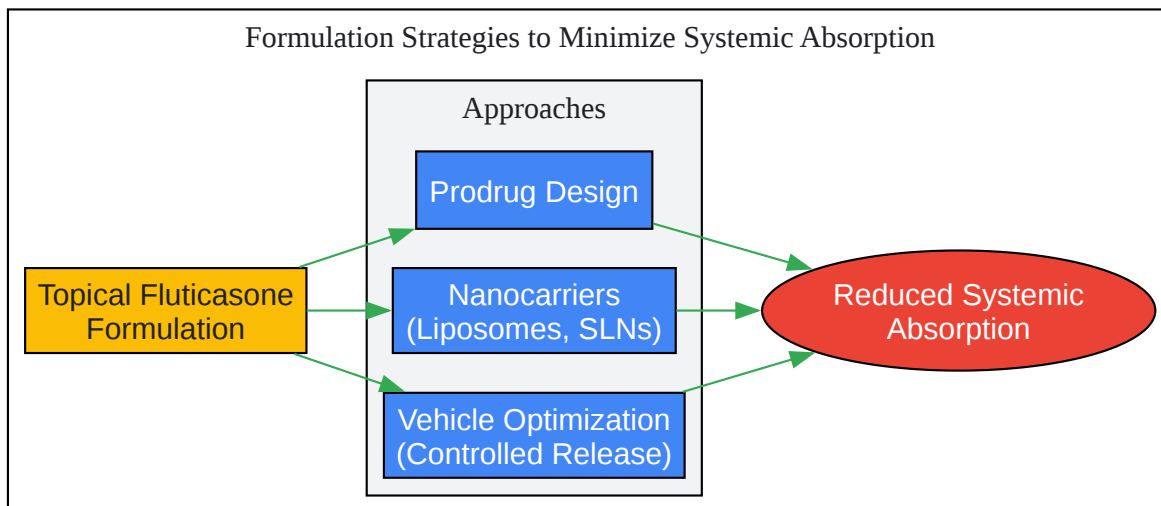 Formulation Strategies to Minimize Systemic Absorption
Approaches
Prodrug Design
Topical Fluticasone
Formulation
Nanocarriers
(Liposomes, SLNs)
Reduced Systemic
Absorption
Vehicle Optimization
(Controlled Release)